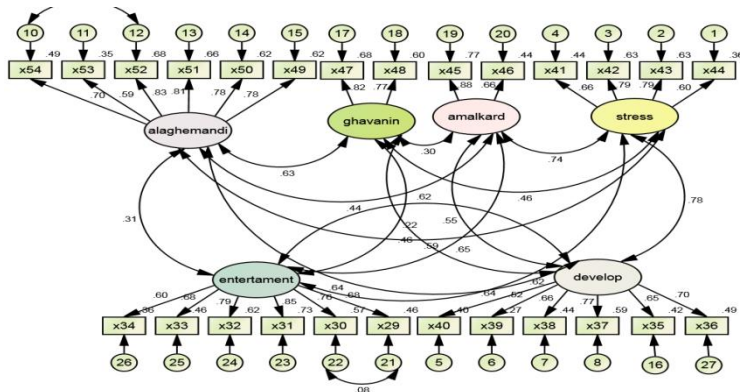 10 11 12 13 14 15 17 18 19 20 4 3 2 1
.49 .35 .68 .66 .62 .62 .68 .60 .77 .44 .44 .63 .63 .36
x54 x53 x52 x51 x50 x49 x47 x48 x45 x46 x41 x42 x43 x44
.70 .59 .83 .81 .78 .78 .82 .77 .88 .66 .66 .79 .79 .60
alaghemandi ghavanin amalkard stress
.30 .74
.63
.31 .44 .62 .22 .55 .46 .78
.46 .59 .65
entertament develop
.64 .64 .62
.60 .68 .79 .85 .76 .68 .52 .66 .77 .65 .70
.36 .46 .62 .73 .57 .46 .40 .27 .44 .59 .42 .49
x34 x33 x32 x31 x30 x29 x40 x39 x38 x37 x35 x36
26 25 24 23 22 21 5 6 7 8 16 27
.08